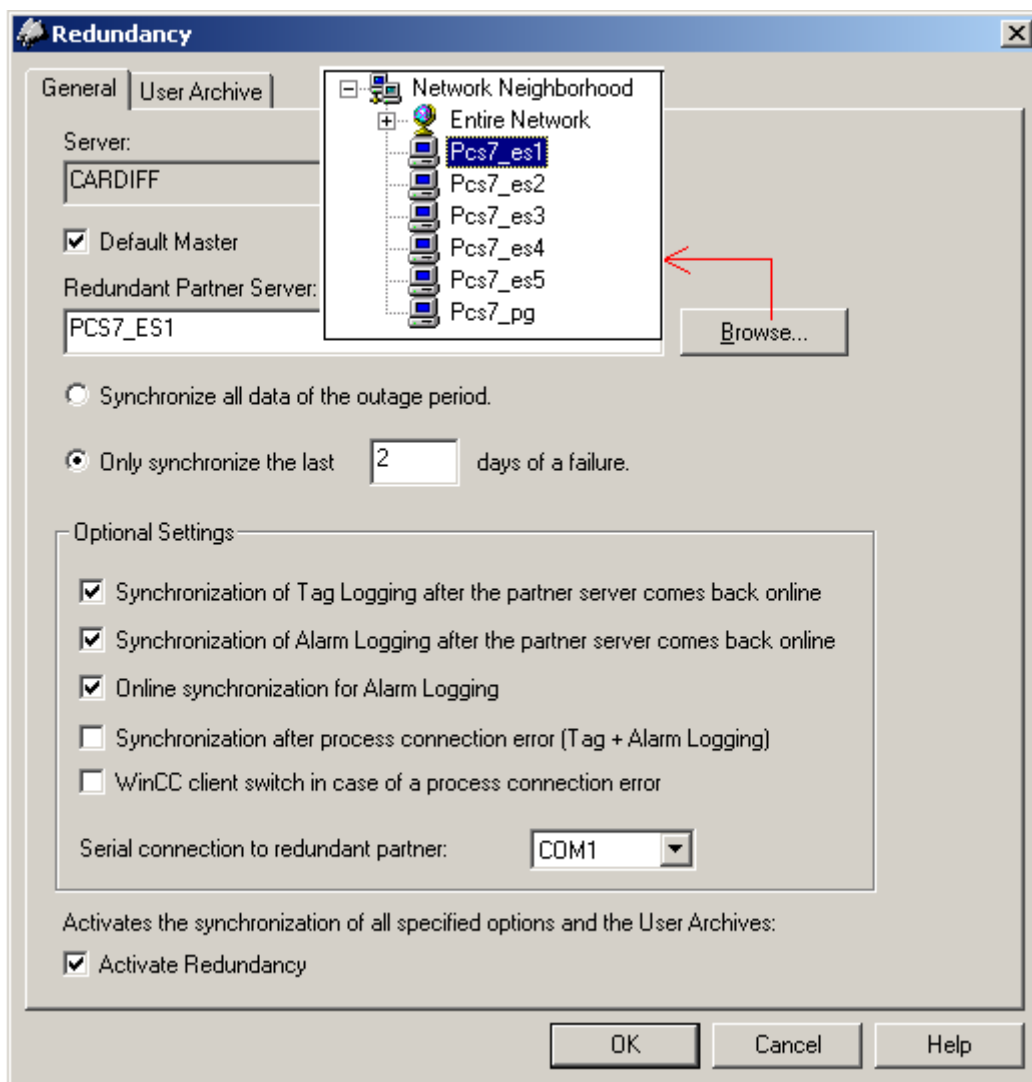 Redundancy
General
User Archive
Network Neighborhood
Entire Network
Pcs7_es1
Pcs7_es2
Pcs7_es3
Pcs7_es4
Pcs7_es5
Pcs7_pg
Server:
CARDIFF
Default Master
Redundant Partner Server:
PCS7_ES1
Browse...
Synchronize all data of the outage period.
Only synchronize the last 2 days of a failure.
Optional Settings
Synchronization of Tag Logging after the partner server comes back online
Synchronization of Alarm Logging after the partner server comes back online
Online synchronization for Alarm Logging
Synchronization after process connection error (Tag + Alarm Logging)
WinCC client switch in case of a process connection error
Serial connection to redundant partner: COM1
Activates the synchronization of all specified options and the User Archives:
Activate Redundancy
OK
Cancel
Help